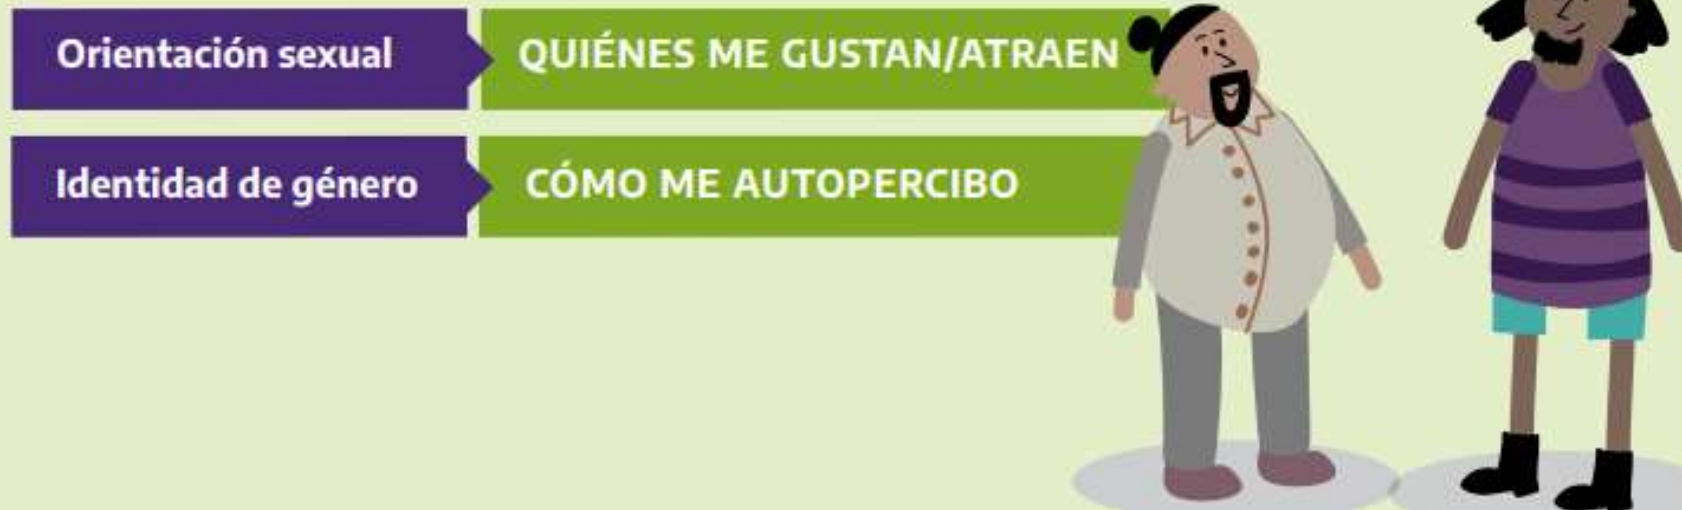 Orientación sexual QUIÉNES ME GUSTAN/ATRAEN
Identidad de género CÓMO ME AUTOPERCIBO